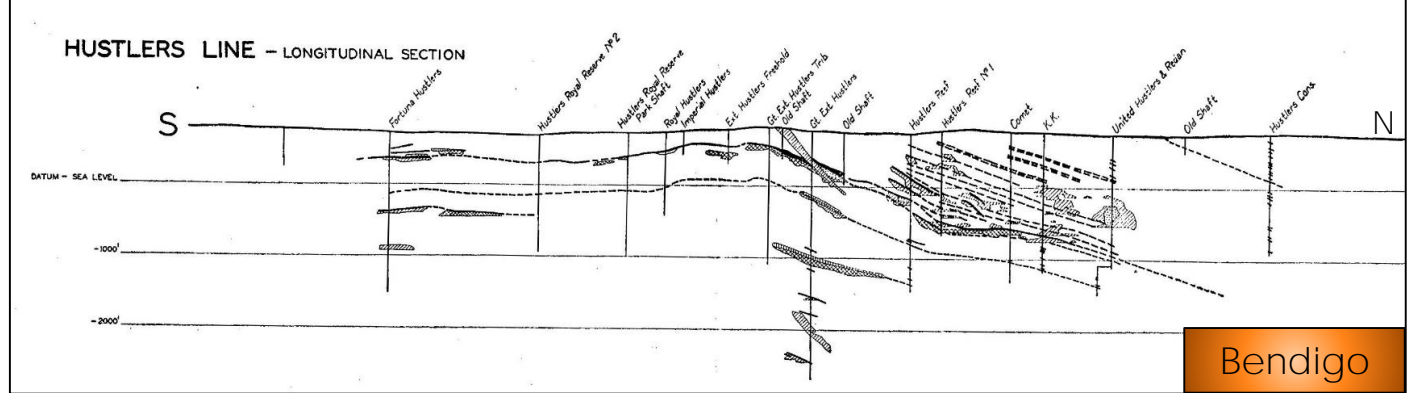 HUSTLERS LINE – LONGITUDINAL SECTION
S
N
Fortuna Hustlers
Hustlers Royal Reserve Nº 2
Hustlers Royal Reserve
Park Shaft
Royal Hustlers
Imperial Hustlers
Ext. Hustlers Freehold
Gt. Ext. Hustlers Trib
Old Shaft
Gt. Ext. Hustlers
Old Shaft
Hustlers Reef
Hustlers Reef Nº 1
Comet
K.K.
United Hustlers & Redan
Old Shaft
Hustlers Cons.
DATUM – SEA LEVEL
-1000'
-2000'
Bendigo